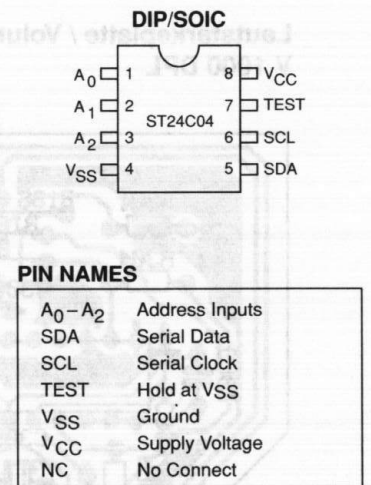 DIP/SOIC
A0 1 8 VCC
A1 2 7 TEST
ST24C04
A2 3 6 SCL
VSS 4 5 SDA
PIN NAMES
A0–A2 Address Inputs
SDA Serial Data
SCL Serial Clock
TEST Hold at VSS
VSS Ground
VCC Supply Voltage
NC No Connect